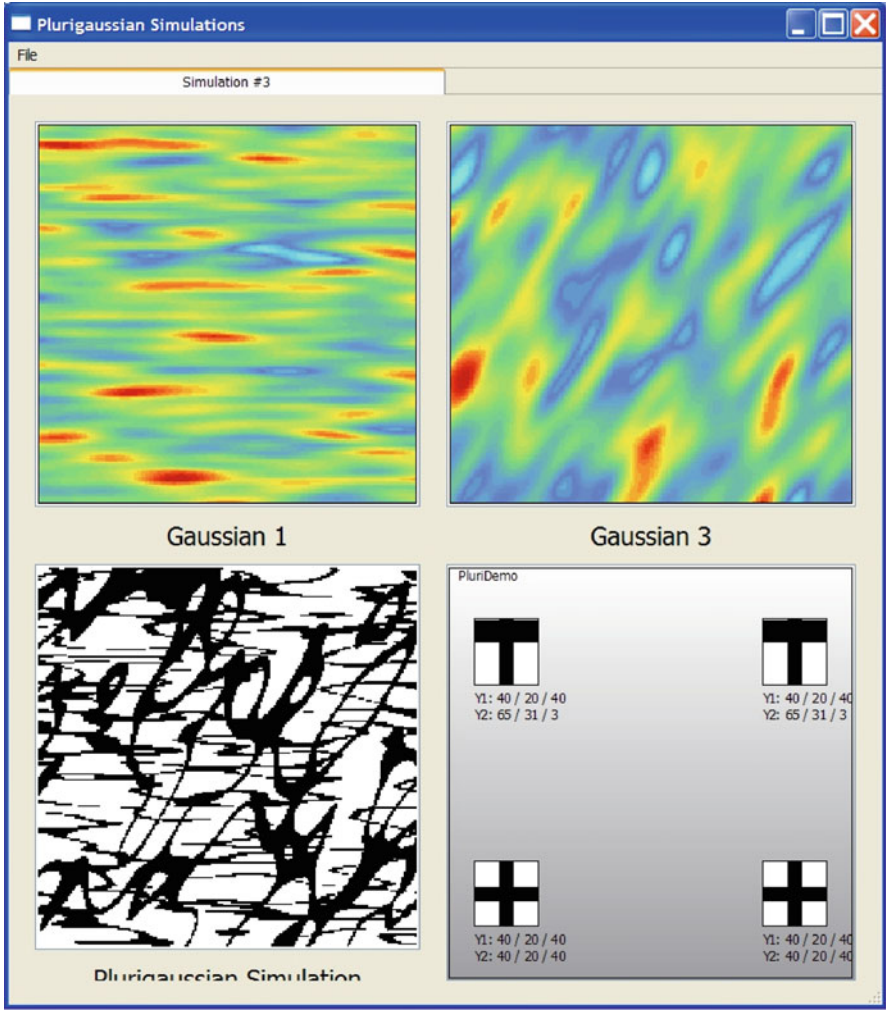 Plurigaussian Simulations
File
Simulation #3
Gaussian 1
Gaussian 3
Plurigaussian Simulation
PluriDemo
Y1: 40 / 20 / 40
Y2: 65 / 31 / 3
Y1: 40 / 20 / 40
Y2: 65 / 31 / 3
Y1: 40 / 20 / 40
Y2: 40 / 20 / 40
Y1: 40 / 20 / 40
Y2: 40 / 20 / 40